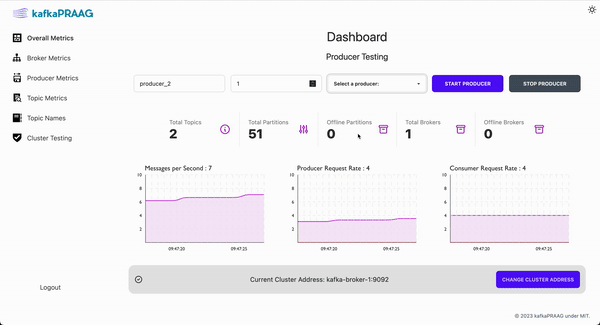 kafkaPRAAG
Overall Metrics
Broker Metrics
Producer Metrics
Topic Metrics
Topic Names
Cluster Testing
Logout
Dashboard
Producer Testing
producer_2
1
Select a producer:
START PRODUCER
STOP PRODUCER
Total Topics
2
Total Partitions
51
Offline Partitions
0
Total Brokers
1
Offline Brokers
0
Messages per Second : 7
10
8
6
4
2
09:47:20 09:47:25
Producer Request Rate : 4
10
8
6
4
2
09:47:20 09:47:25
Consumer Request Rate : 4
10
8
6
4
2
09:47:20 09:47:25
Current Cluster Address: kafka-broker-1:9092
CHANGE CLUSTER ADDRESS
© 2023 kafkaPRAAG under MIT.